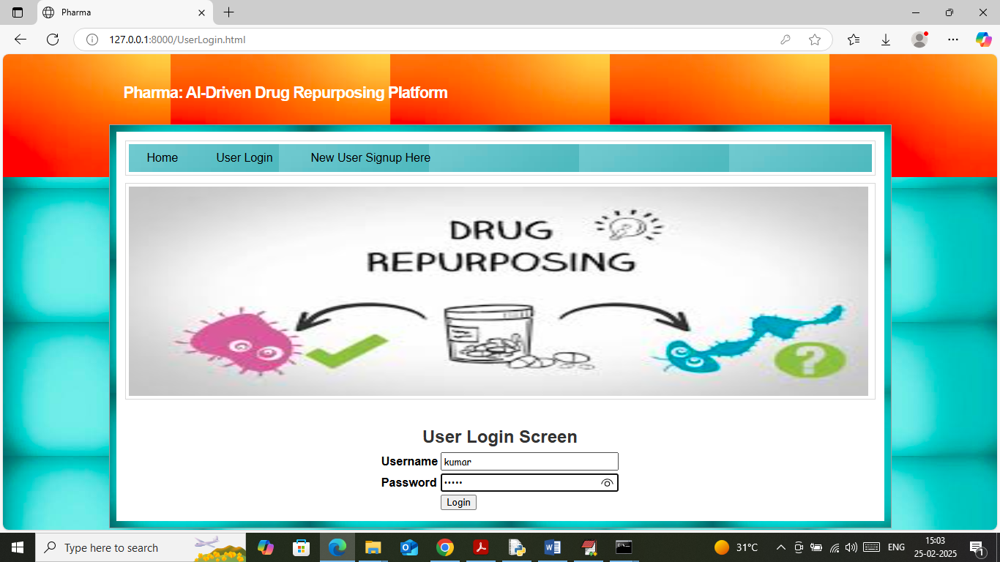 Pharma
127.0.0.1:8000/UserLogin.html
Pharma: AI-Driven Drug Repurposing Platform
Home User Login New User Signup Here
DRUG
REPURPOSING
?
User Login Screen
Username kumar
Password •••••
Login
Type here to search
31°C
ENG
15:03
25-02-2025
1